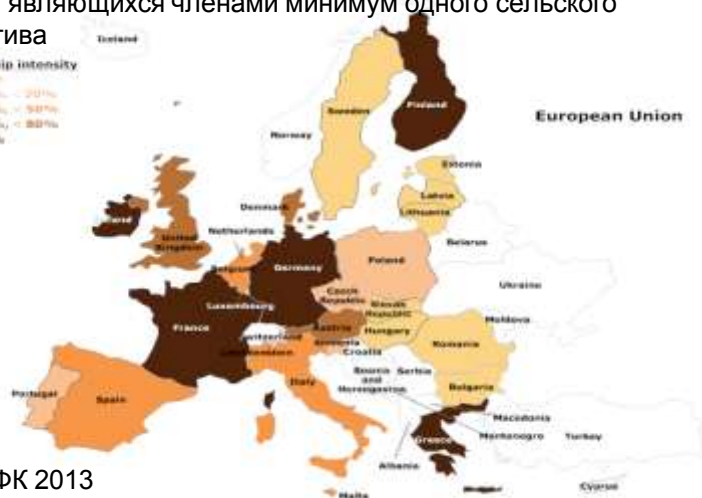 являющихся членами минимум одного сельского
тива
Iceland
ip intensity
Finland
Sweden
European Union
Norway
Estonia
Latvia
Denmark
Lithuania
Netherlands
United
Kingdom
Belarus
Germany
Poland
Ukraine
Czech
Republic
Luxembourg
Slovak
Republic
Moldova
France
Austria
Hungary
Romania
Croatia
Italy
Bosnia
and
Herzegovina
Serbia
Portugal
Spain
Bulgaria
Macedonia
Montenegro
Turkey
Greece
Albania
ФК 2013
Malta
Cyprus